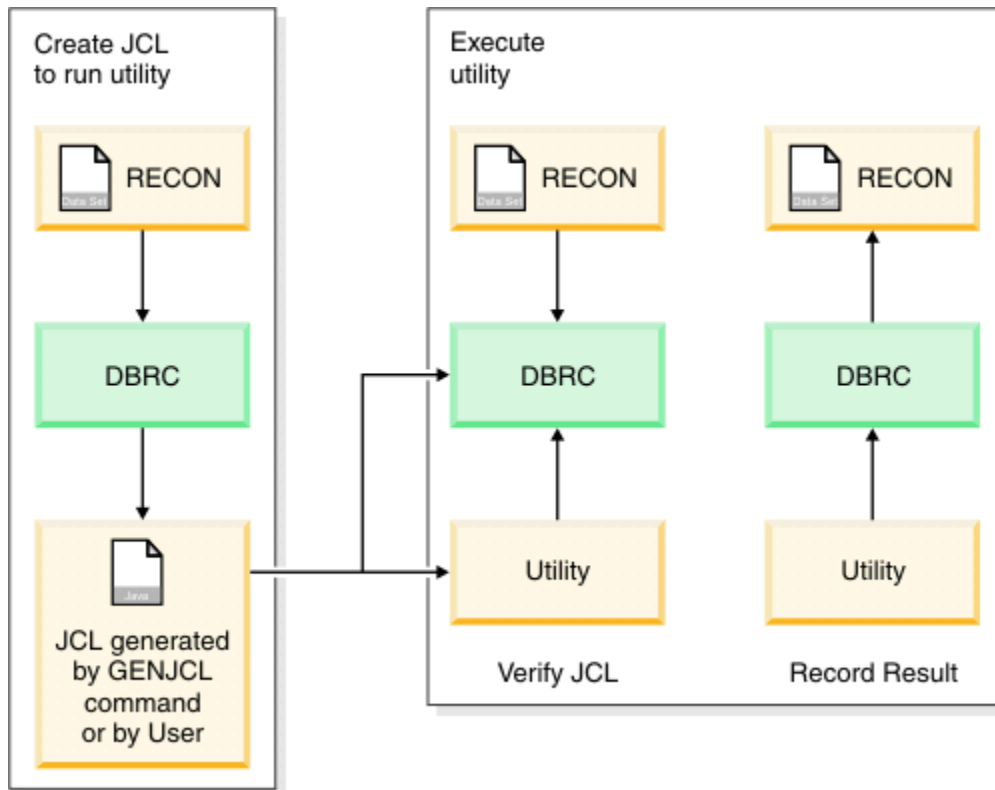 Create JCL
to run utility
RECON
Data Set
DBRC
Java
JCL generated
by GENJCL
command
or by User
Execute
utility
RECON
Data Set
DBRC
Utility
Verify JCL
RECON
Data Set
DBRC
Utility
Record Result